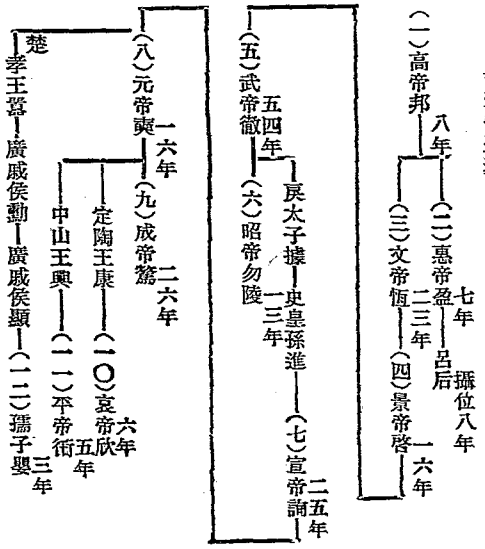 （一）高帝邦
八年
（二）惠帝盈
七年
呂后
攝位八年
（三）文帝恆
二三年
（四）景帝啓
一六年
（五）武帝徹
五四年
戾太子據
史皇孫進
（七）宣帝詢
二五年
（六）昭帝勿陵
一三年
（八）元帝奭
一六年
（九）成帝驁
二六年
定陶王康
（一〇）哀帝欣
六年
中山王興
（一一）平帝衎
五年
楚
孝王囂
廣戚侯勳
廣戚侯顯
（一二）孺子嬰
三年